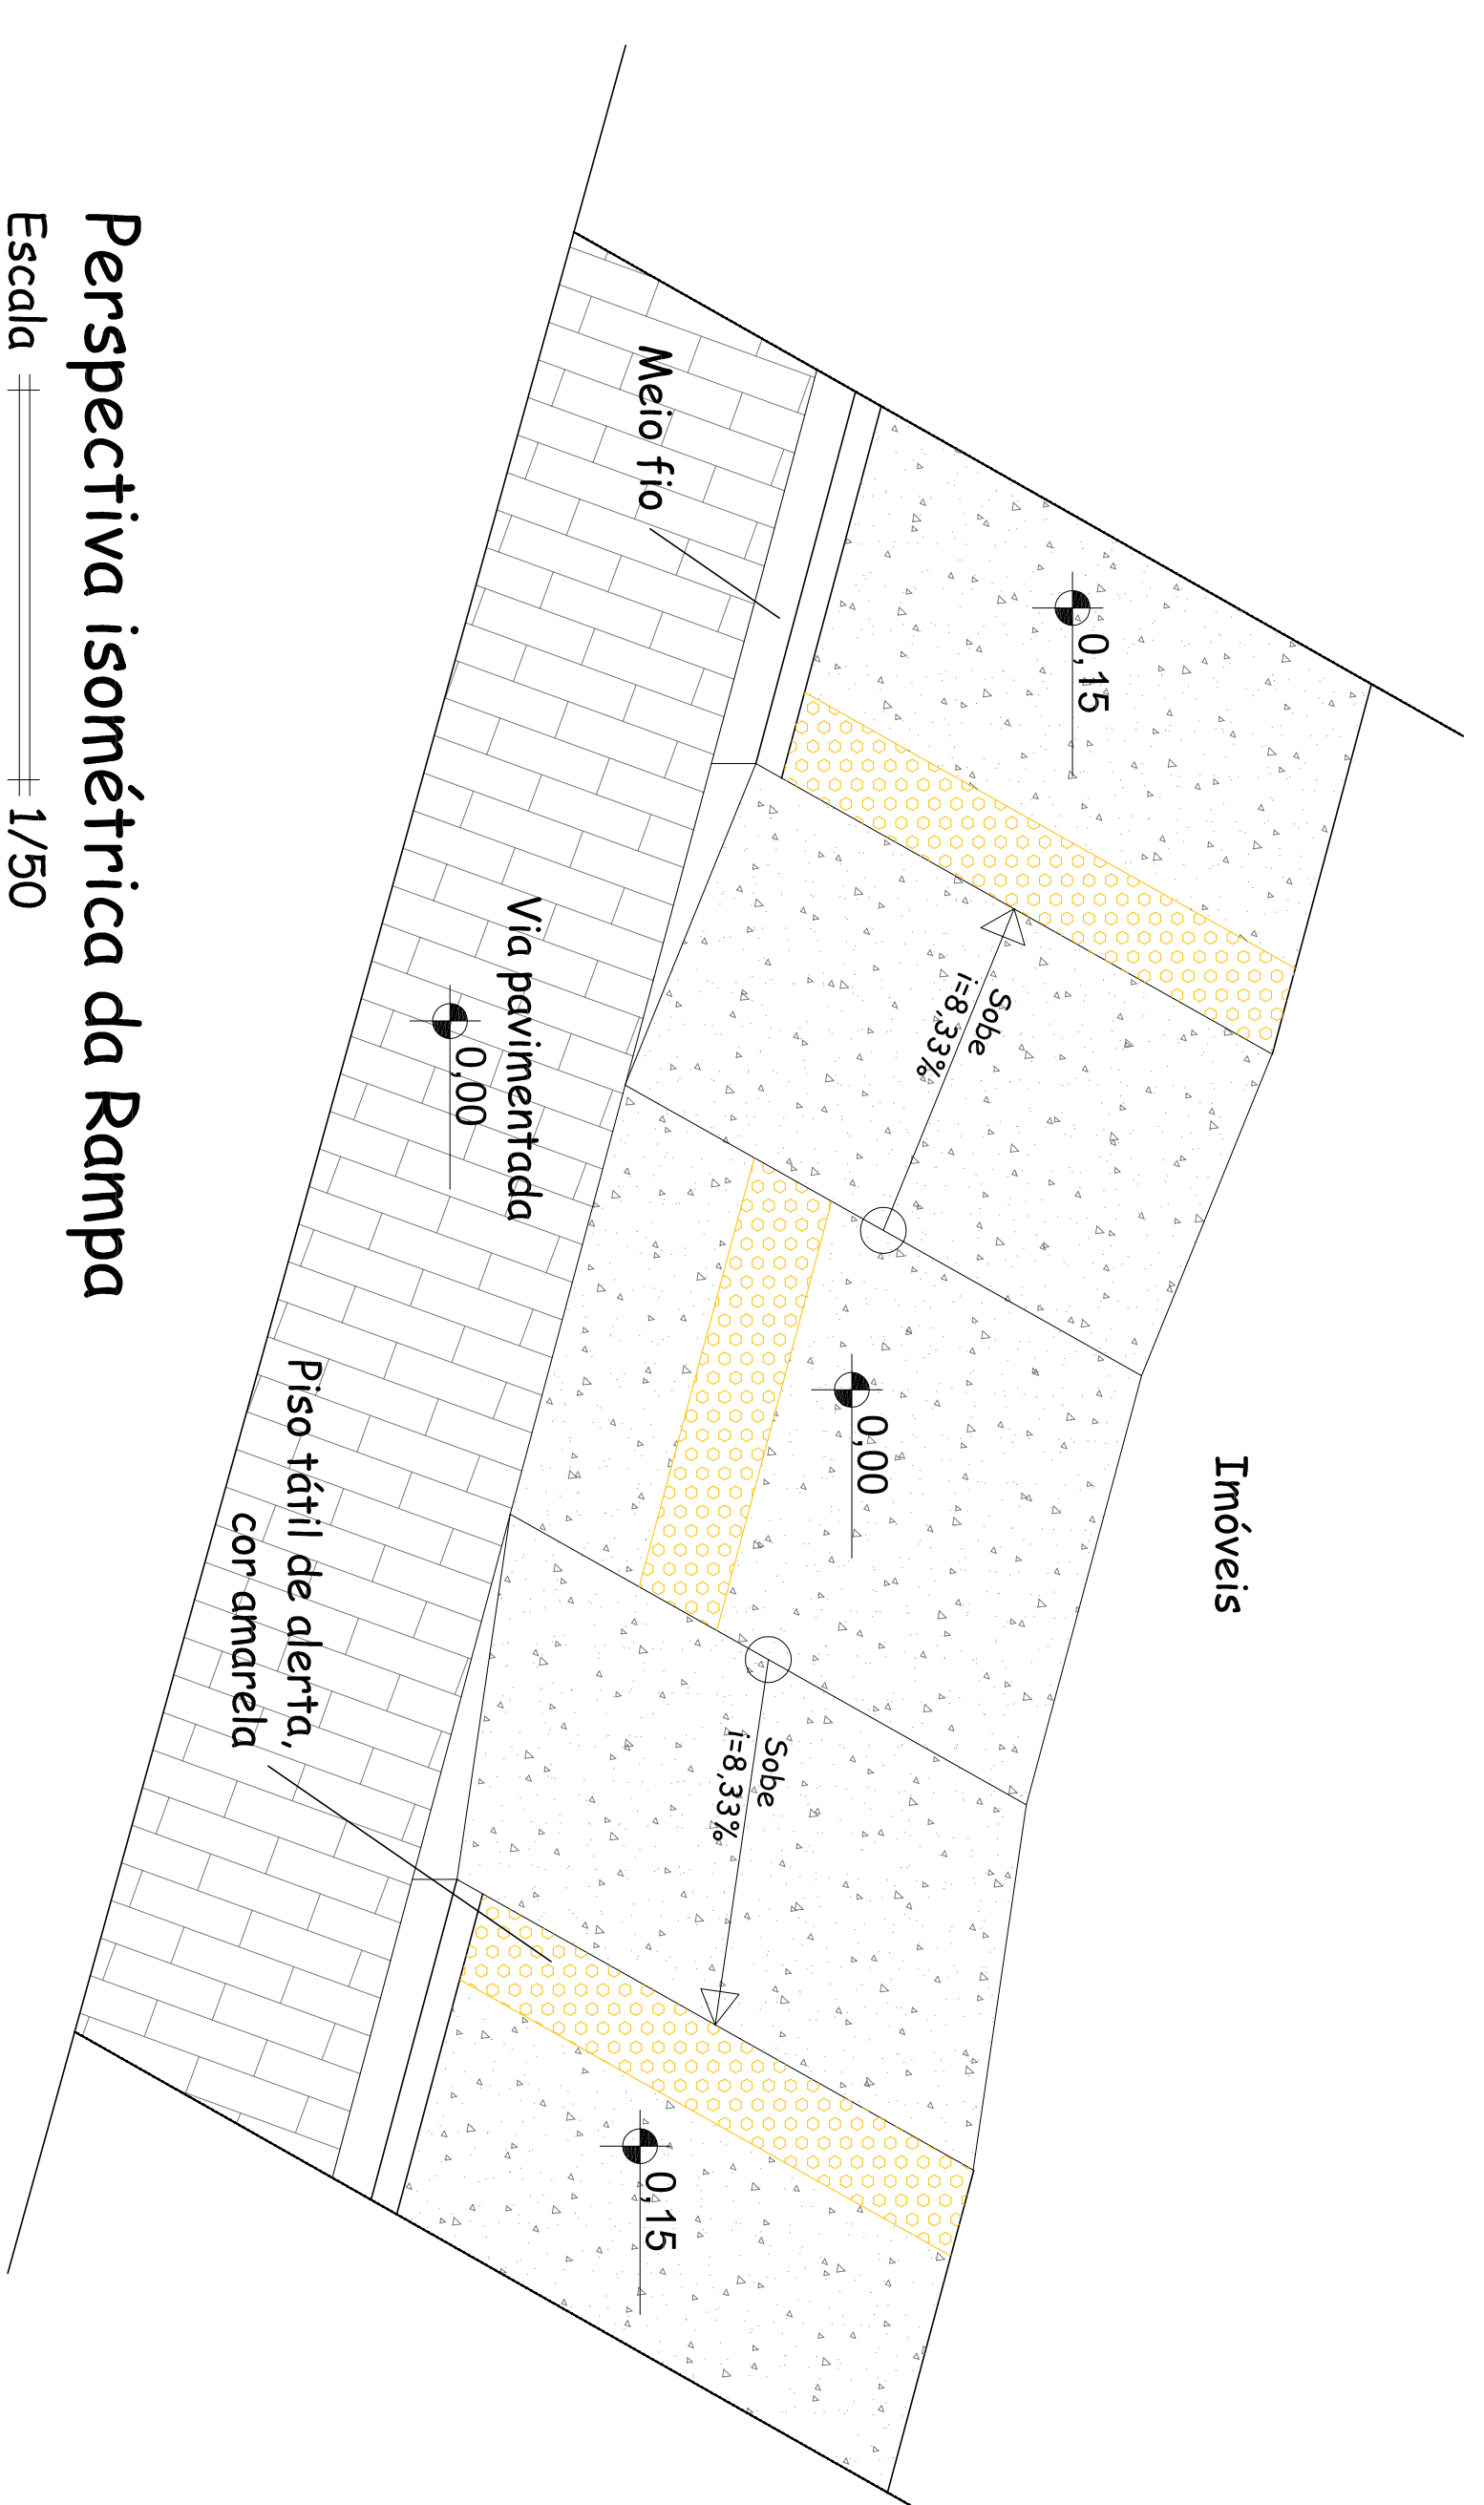 Imóveis
0,15
Sobe
i=8,33%
0,00
Sobe
i=8,33%
0,15
Meio fio
Via pavimentada
0,00
Piso tátil de alerta,
cor amarela
Perspectiva isométrica da Rampa
Escala 1/50